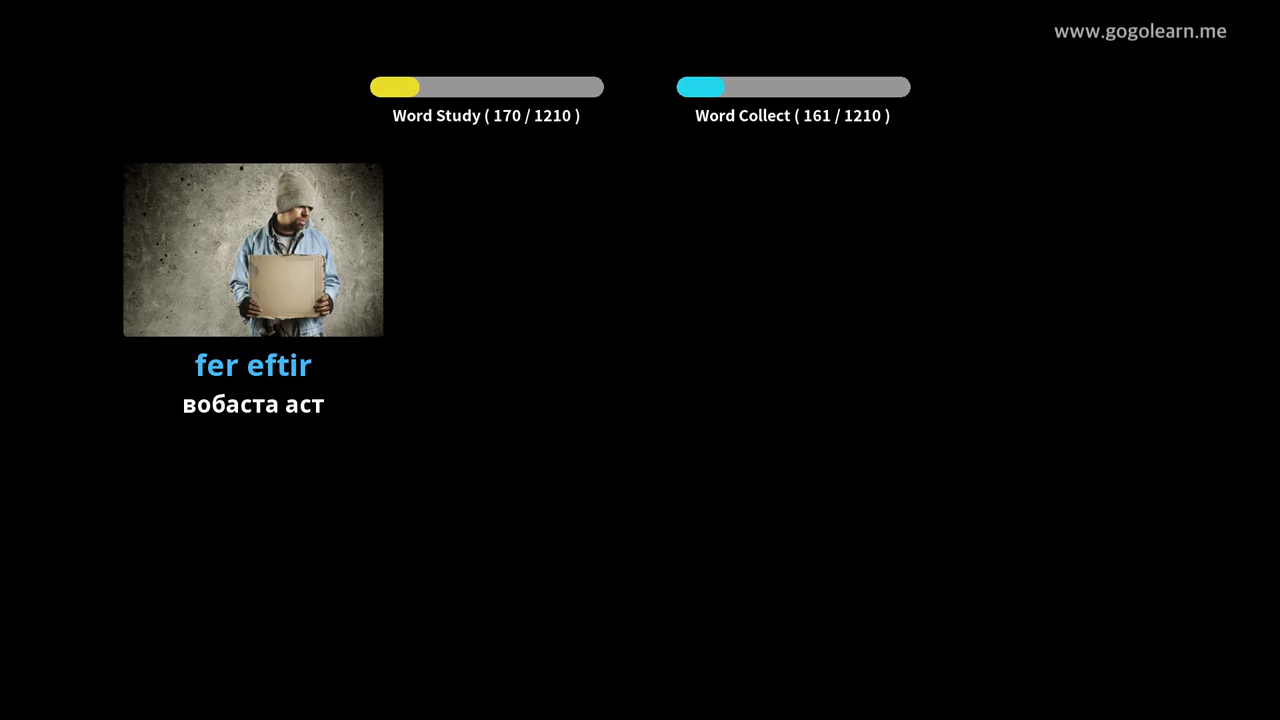 www.gogolearn.me
Word Study ( 170 / 1210 )
Word Collect ( 161 / 1210 )
fer eftir
вобаста аст